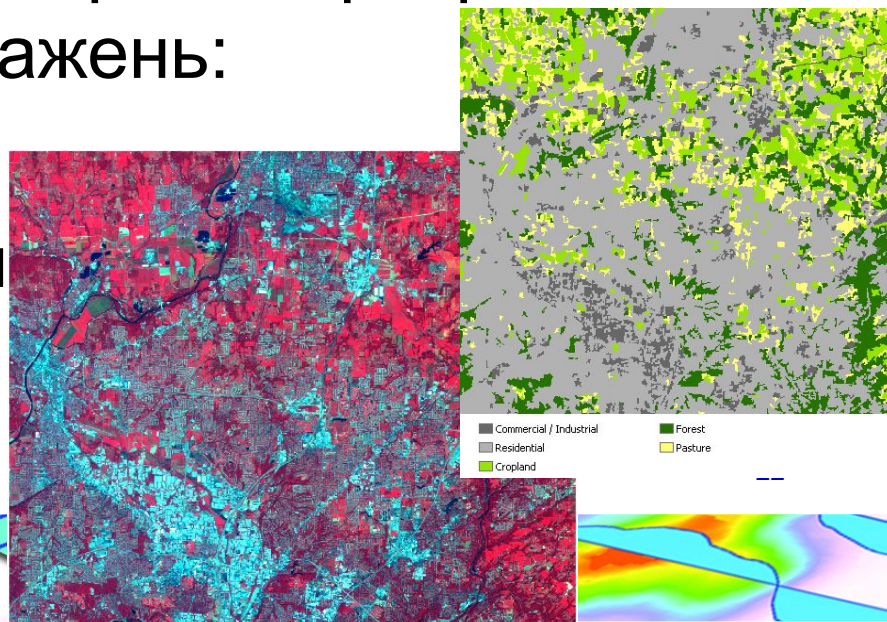 ажень:
Commercial / Industrial
Forest
Residential
Pasture
Cropland